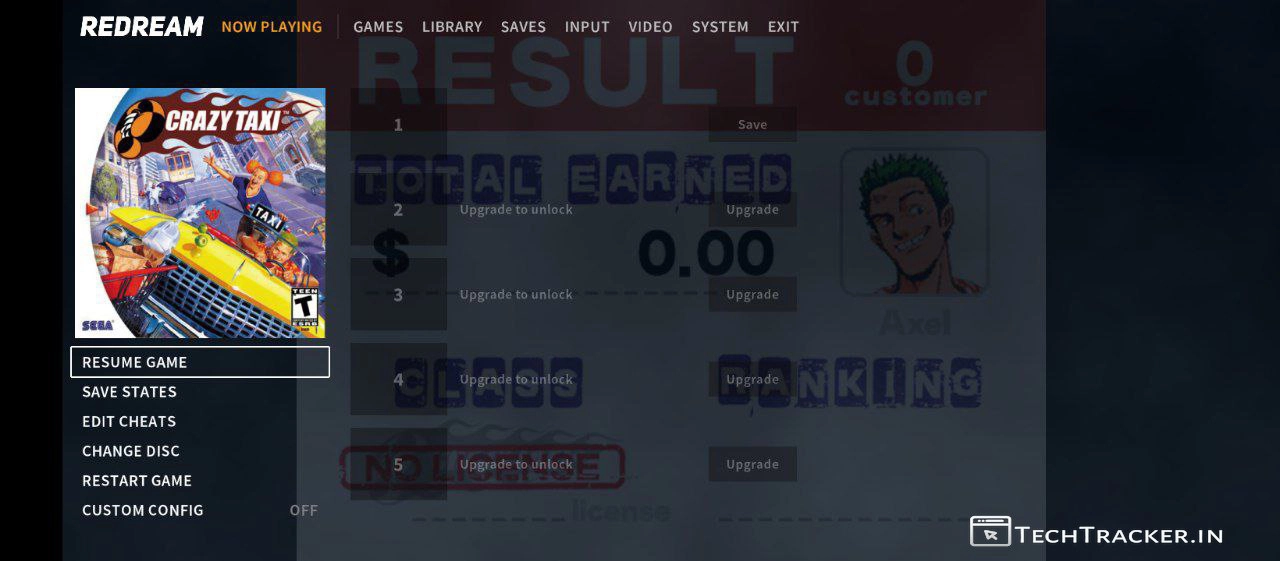 REDREAM NOW PLAYING GAMES LIBRARY SAVES INPUT VIDEO SYSTEM EXIT
RESULT
0
customer
CRAZY TAXI™
TAXI
TEEN
T
ESRB
SEGA
RESUME GAME
SAVE STATES
EDIT CHEATS
CHANGE DISC
RESTART GAME
CUSTOM CONFIG OFF
1 Save
2 Upgrade to unlock Upgrade
3 Upgrade to unlock Upgrade
4 Upgrade to unlock Upgrade
5 Upgrade to unlock Upgrade
TOTAL EARNED
$ 0.00
Axel
CLASS RANKING
NO LICENSE
license
TECHTRACKER.IN